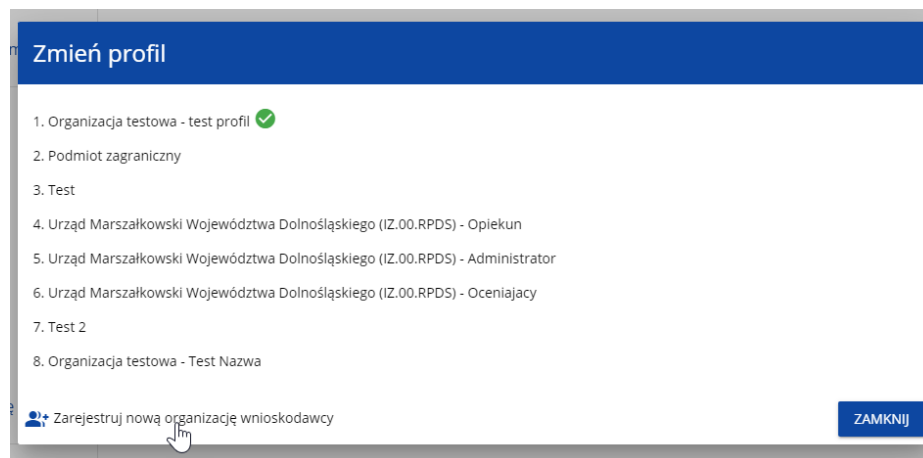 Zmień profil
1. Organizacja testowa - test profil
2. Podmiot zagraniczny
3. Test
4. Urząd Marszałkowski Województwa Dolnośląskiego (IZ.00.RPDS) - Opiekun
5. Urząd Marszałkowski Województwa Dolnośląskiego (IZ.00.RPDS) - Administrator
6. Urząd Marszałkowski Województwa Dolnośląskiego (IZ.00.RPDS) - Oceniajacy
7. Test 2
8. Organizacja testowa - Test Nazwa
Zarejestruj nową organizację wnioskodawcy
ZAMKNIJ